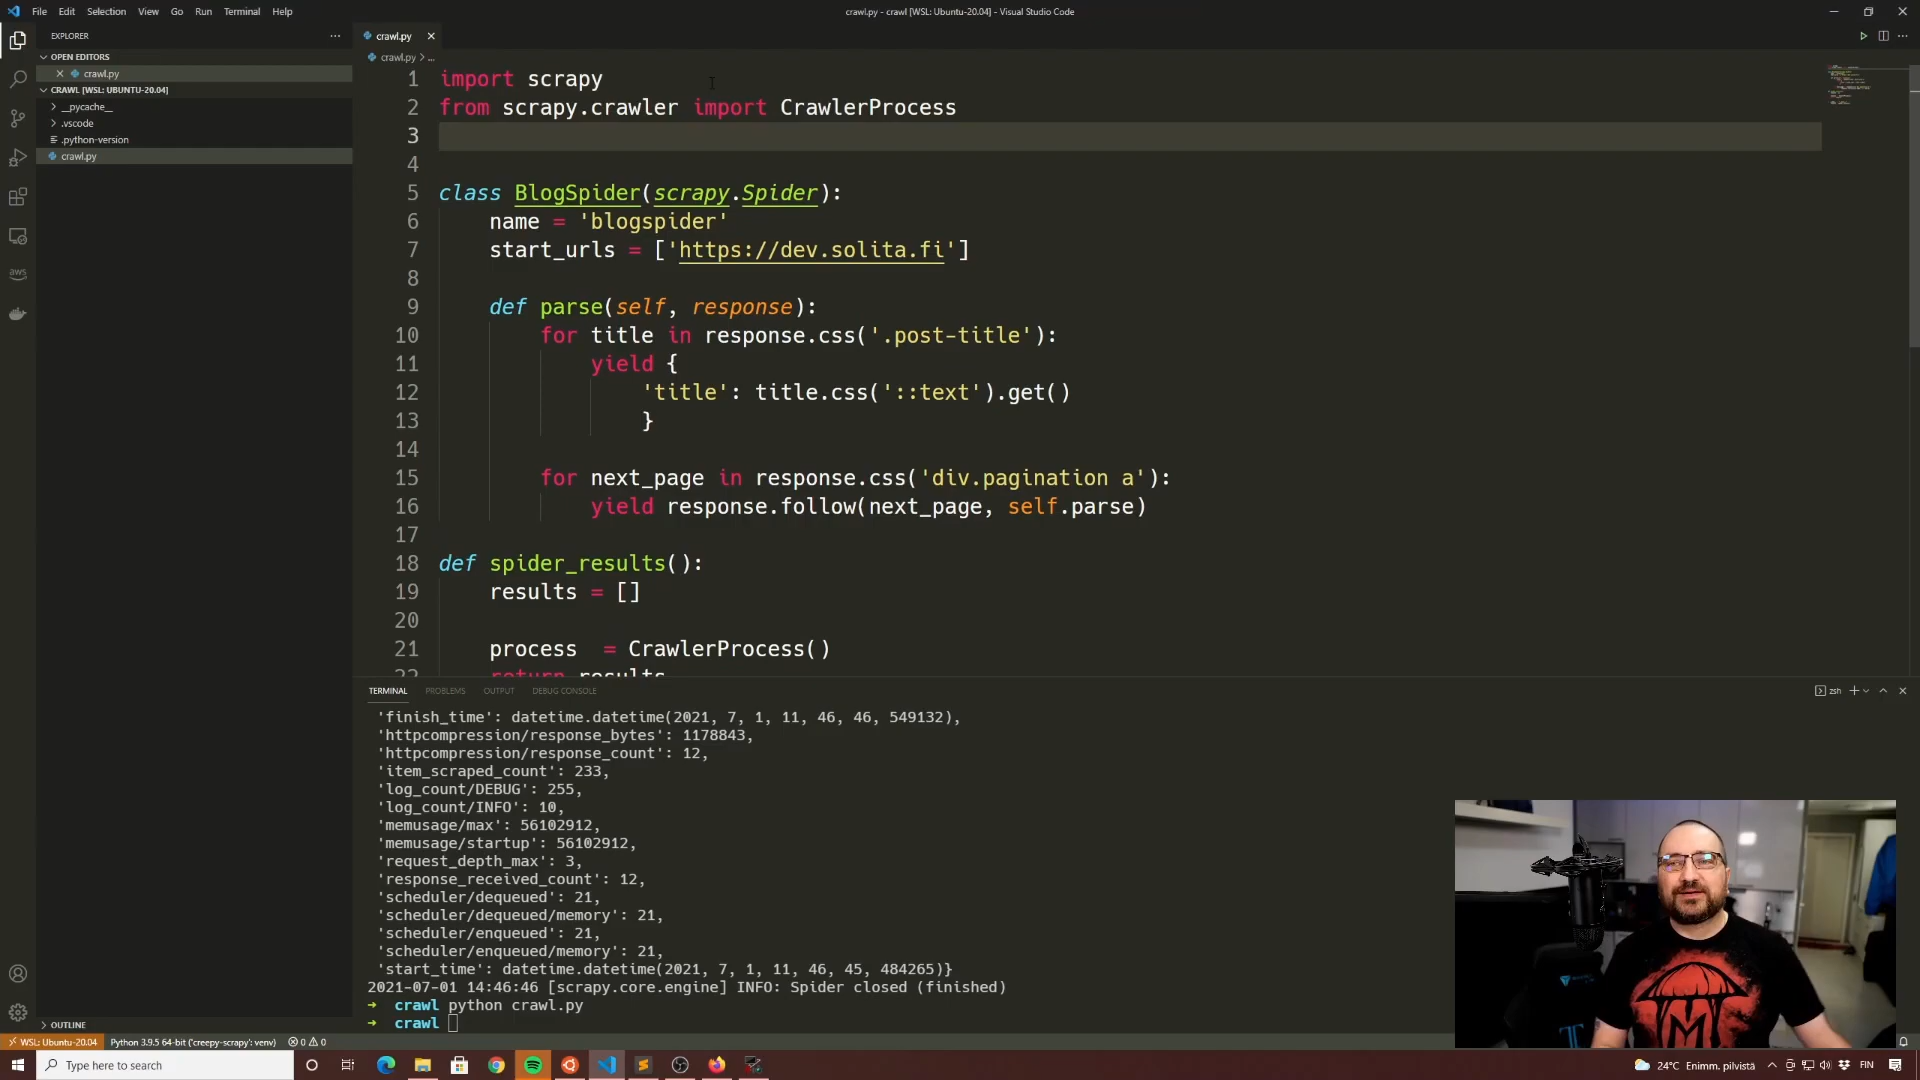 File Edit Selection View Go Run Terminal Help
crawl.py - crawl [WSL: Ubuntu-20.04] - Visual Studio Code
EXPLORER
OPEN EDITORS
crawl.py
CRAWL [WSL: UBUNTU-20.04]
__pycache__
.vscode
.python-version
crawl.py
aws
OUTLINE
crawl.py
crawl.py > ...
1 import scrapy
2 from scrapy.crawler import CrawlerProcess
3
4
5 class BlogSpider(scrapy.Spider):
6 name = 'blogspider'
7 start_urls = ['https://dev.solita.fi']
8
9 def parse(self, response):
10 for title in response.css('.post-title'):
11 yield {
12 'title': title.css('::text').get()
13 }
14
15 for next_page in response.css('div.pagination a'):
16 yield response.follow(next_page, self.parse)
17
18 def spider_results():
19 results = []
20
21 process  = CrawlerProcess()
22 return results
TERMINAL PROBLEMS OUTPUT DEBUG CONSOLE
zsh
'finish_time': datetime.datetime(2021, 7, 1, 11, 46, 46, 549132),
'httpcompression/response_bytes': 1178843,
'httpcompression/response_count': 12,
'item_scraped_count': 233,
'log_count/DEBUG': 255,
'log_count/INFO': 10,
'memusage/max': 56102912,
'memusage/startup': 56102912,
'request_depth_max': 3,
'response_received_count': 12,
'scheduler/dequeued': 21,
'scheduler/dequeued/memory': 21,
'scheduler/enqueued': 21,
'scheduler/enqueued/memory': 21,
'start_time': datetime.datetime(2021, 7, 1, 11, 46, 45, 484265)}
2021-07-01 14:46:46 [scrapy.core.engine] INFO: Spider closed (finished)
➜ crawl python crawl.py
➜ crawl
WSL: Ubuntu-20.04 Python 3.9.5 64-bit ('creepy-scrapy': venv) 0 0
Type here to search
24°C Enimm. pilvistä FIN